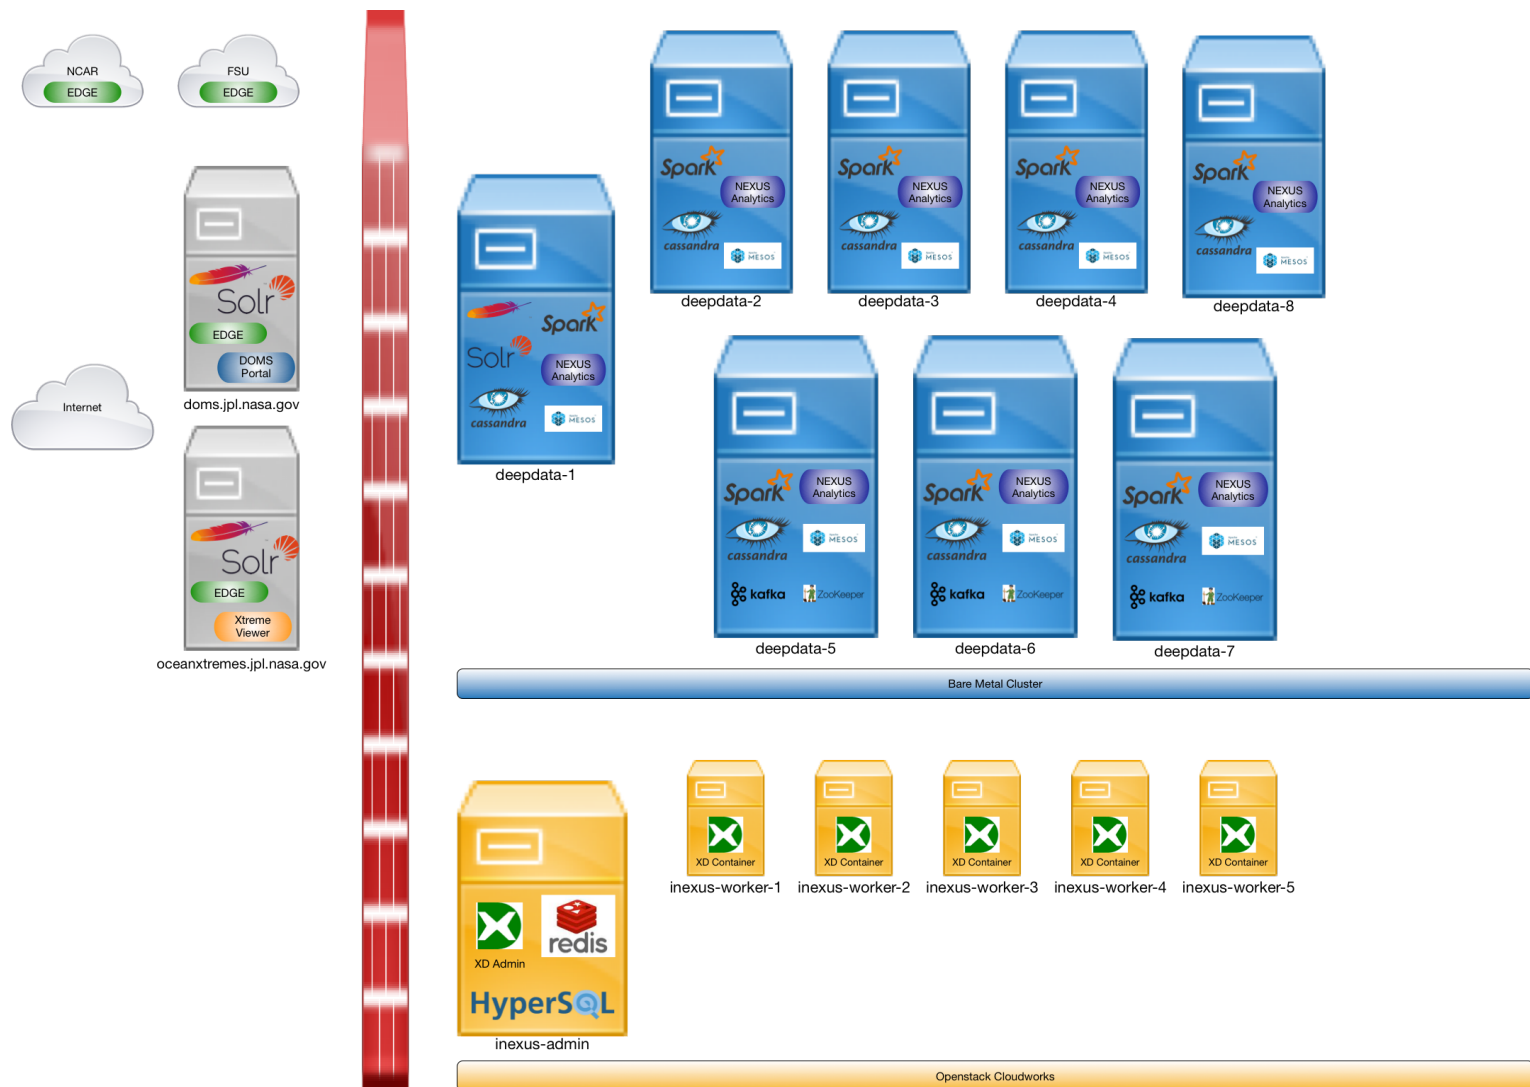 NCAR
EDGE
FSU
EDGE
Solr
EDGE
DOMS
Portal
doms.jpl.nasa.gov
Internet
Solr
EDGE
Xtreme
Viewer
oceanxtremes.jpl.nasa.gov
Spark
Solr
NEXUS
Analytics
cassandra
MESOS
deepdata-1
Spark
NEXUS
Analytics
cassandra
MESOS
deepdata-2
Spark
NEXUS
Analytics
cassandra
MESOS
deepdata-3
Spark
NEXUS
Analytics
cassandra
MESOS
deepdata-4
Spark
NEXUS
Analytics
cassandra
MESOS
deepdata-8
Spark
NEXUS
Analytics
cassandra
MESOS
kafka
ZooKeeper
deepdata-5
Spark
NEXUS
Analytics
cassandra
MESOS
kafka
ZooKeeper
deepdata-6
Spark
NEXUS
Analytics
cassandra
MESOS
kafka
ZooKeeper
deepdata-7
Bare Metal Cluster
XD Admin
redis
HyperSQL
inexus-admin
XD Container
inexus-worker-1
XD Container
inexus-worker-2
XD Container
inexus-worker-3
XD Container
inexus-worker-4
XD Container
inexus-worker-5
Openstack Cloudworks